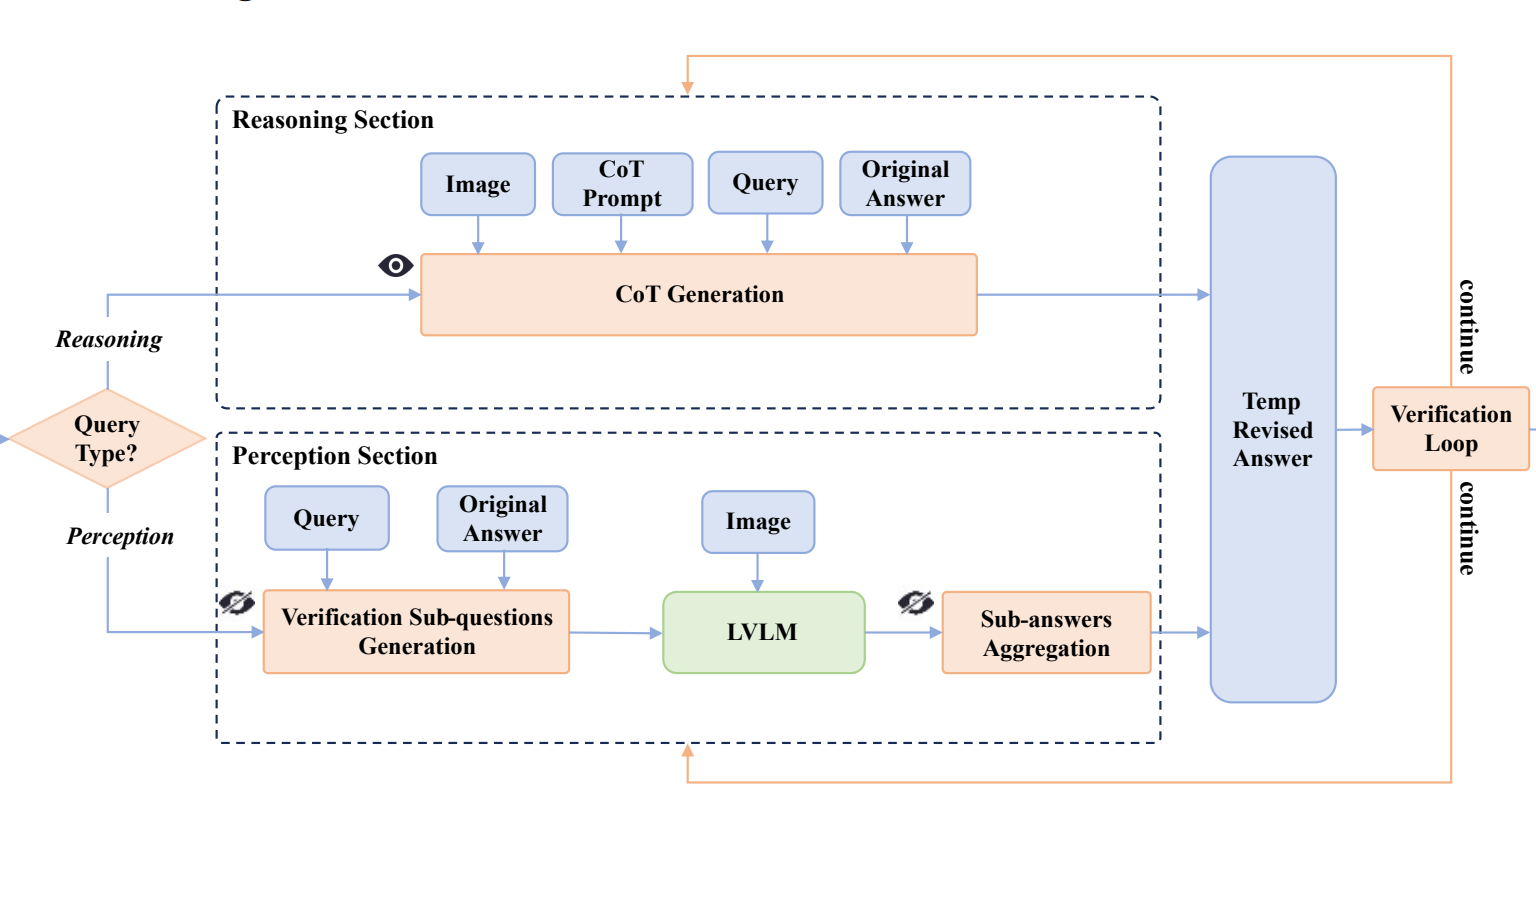 Reasoning Section
Image
CoT
Prompt
Query
Original
Answer
CoT Generation
Reasoning
Query
Type?
Perception
Perception Section
Query
Original
Answer
Image
Verification Sub-questions
Generation
LVLM
Sub-answers
Aggregation
Temp
Revised
Answer
continue
Verification
Loop
continue